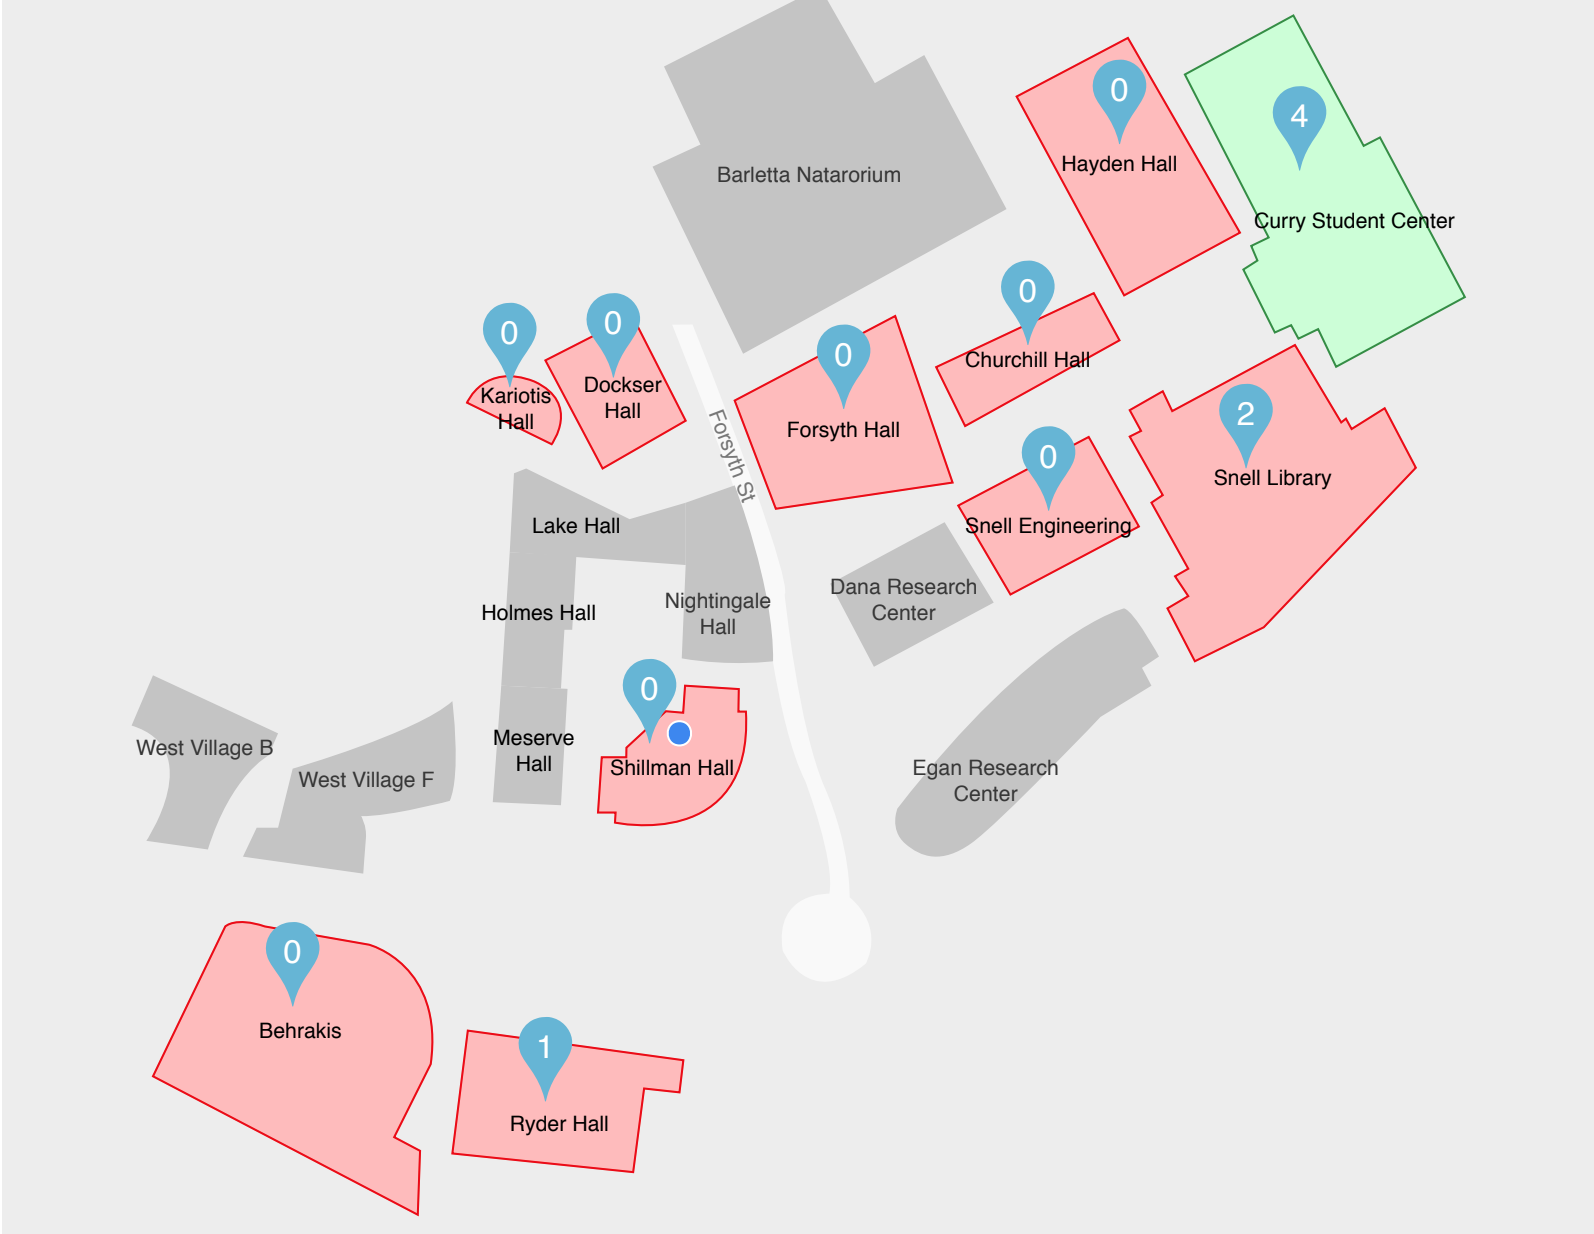 0
4
Hayden Hall
Barletta Natarorium
Curry Student Center
0
0
0
0
Churchill Hall
Kariotis
Hall
Dockser
Hall
2
Forsyth Hall
Forsyth St
0
Snell Library
Lake Hall
Snell Engineering
Dana Research
Center
Holmes Hall
Nightingale
Hall
0
West Village B
Meserve
Hall
West Village F
Shillman Hall
Egan Research
Center
0
Behrakis
1
Ryder Hall